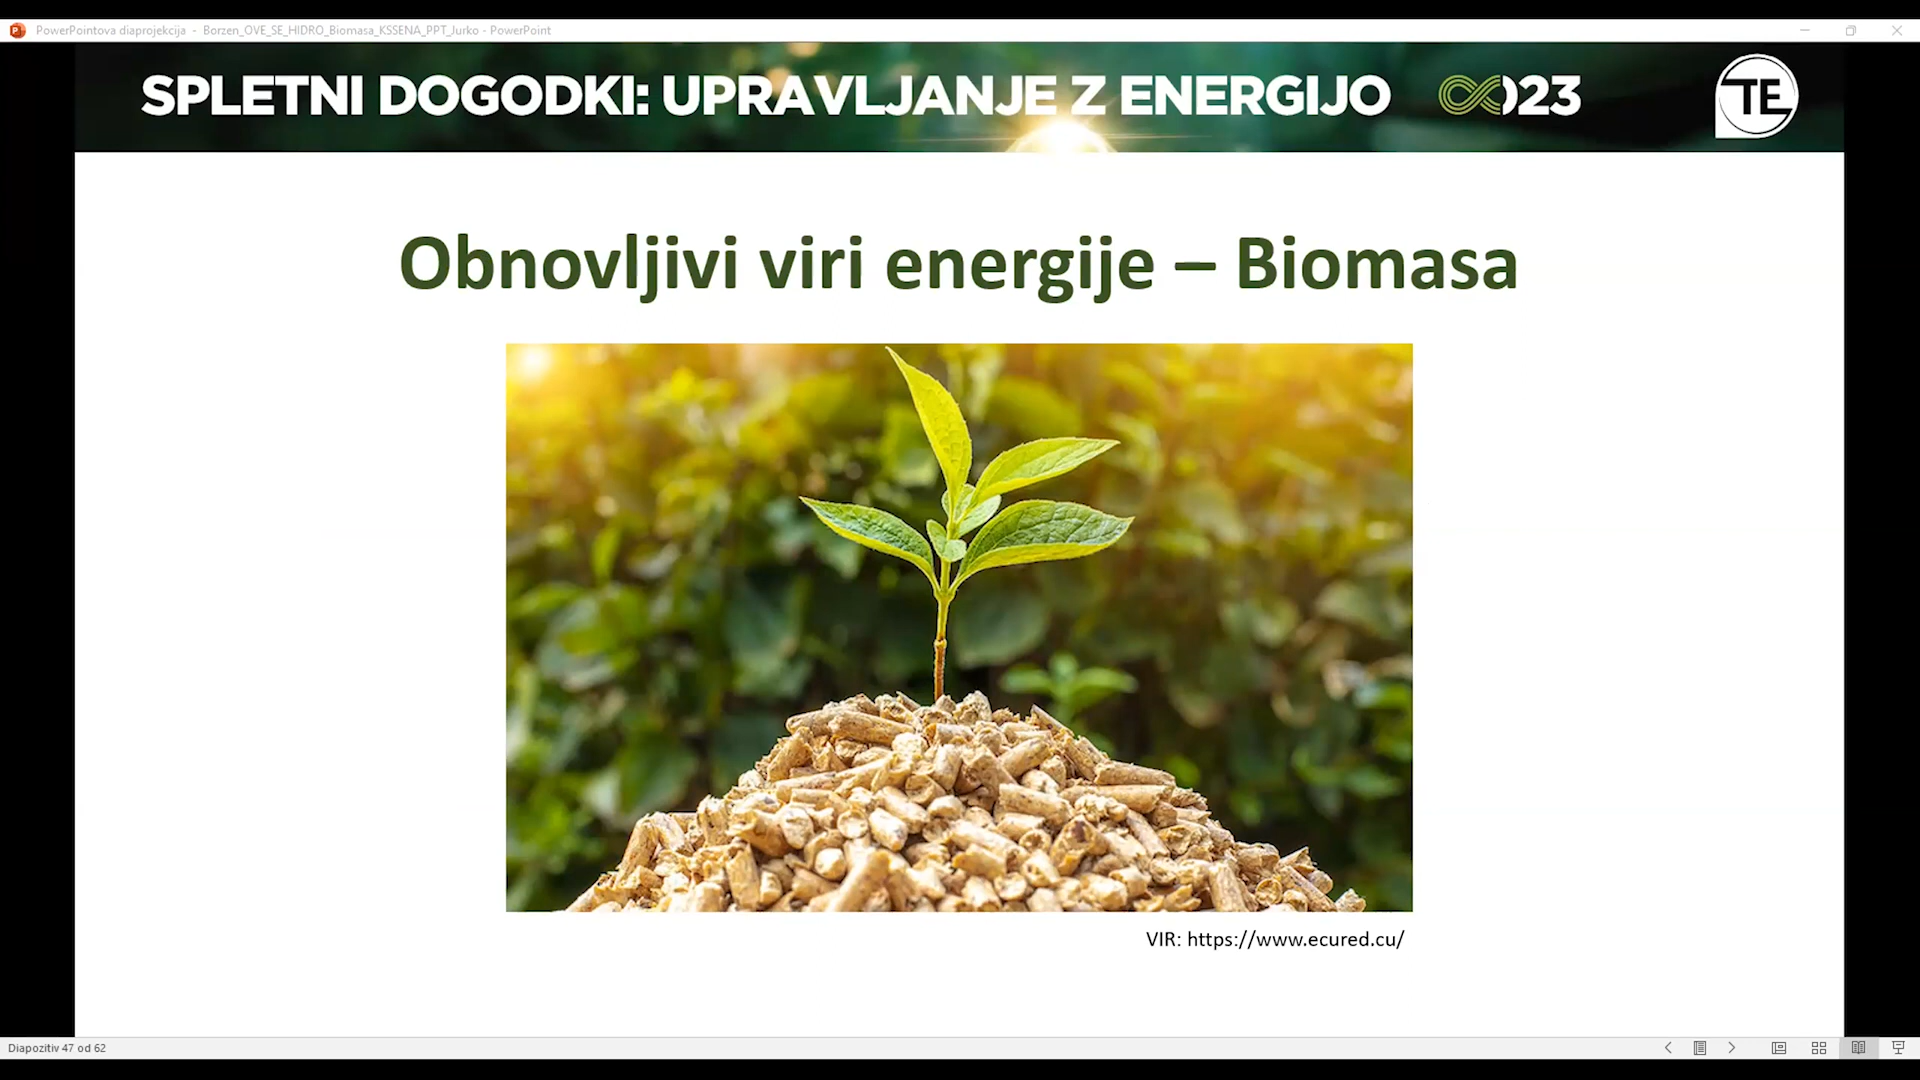 PowerPointova diaprojekcija - Borzen_OVE_SE_HIDRO_Biomasa_KSSENA_PPT_Jurko - PowerPoint
SPLETNI DOGODKI: UPRAVLJANJE Z ENERGIJO 023
TE
Obnovljivi viri energije – Biomasa
VIR: https://www.ecured.cu/
Diapozitiv 47 od 62